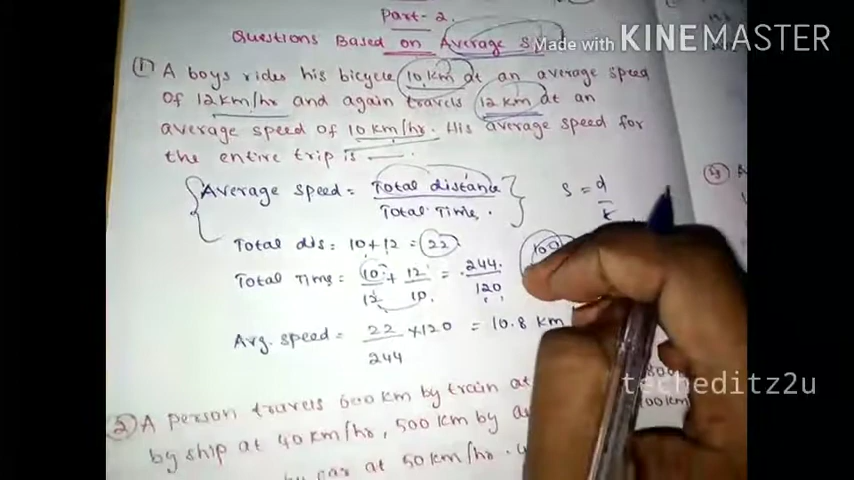 Part-2.
Questions Based on Average
Made with KINEMASTER
(1) A boys rides his bicycle 10 km at an average speed
of 12 km/hr and again travels 12 km at an
average speed of 10 km/hr. His average speed for
the entire trip is ——.
Average speed = Total distance / Total Time. s = d
Total dis = 10+12 = 22
Total Time = 10/12 + 12/10 = 244/120
Avg. speed = 22/244 × 120 = 10.8 km
techeditz2u
(2) A person travels 600 km by train at
by ship at 40 km/hr, 500 km by
by car at 50 km/hr.